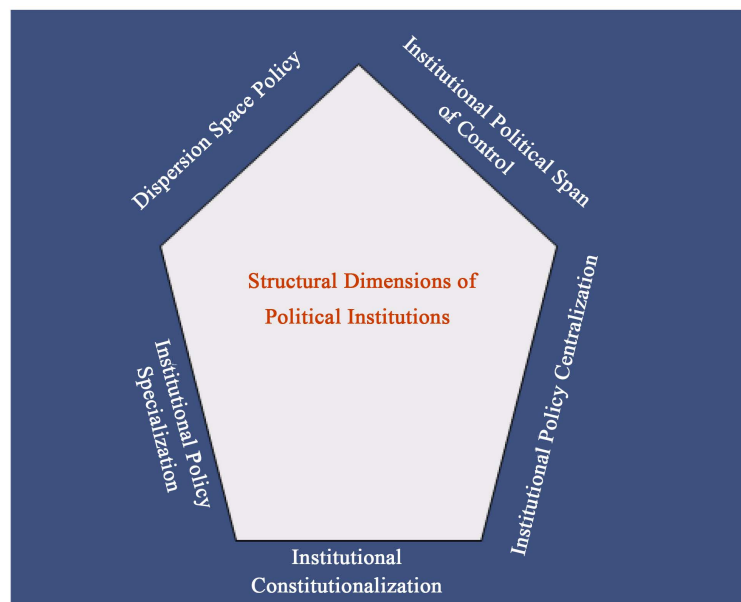 Dispersion Space Policy
Institutional Political Span
of Control
Structural Dimensions of
Political Institutions
Institutional Policy
Specialization
Institutional Policy Centralization
Institutional
Constitutionalization